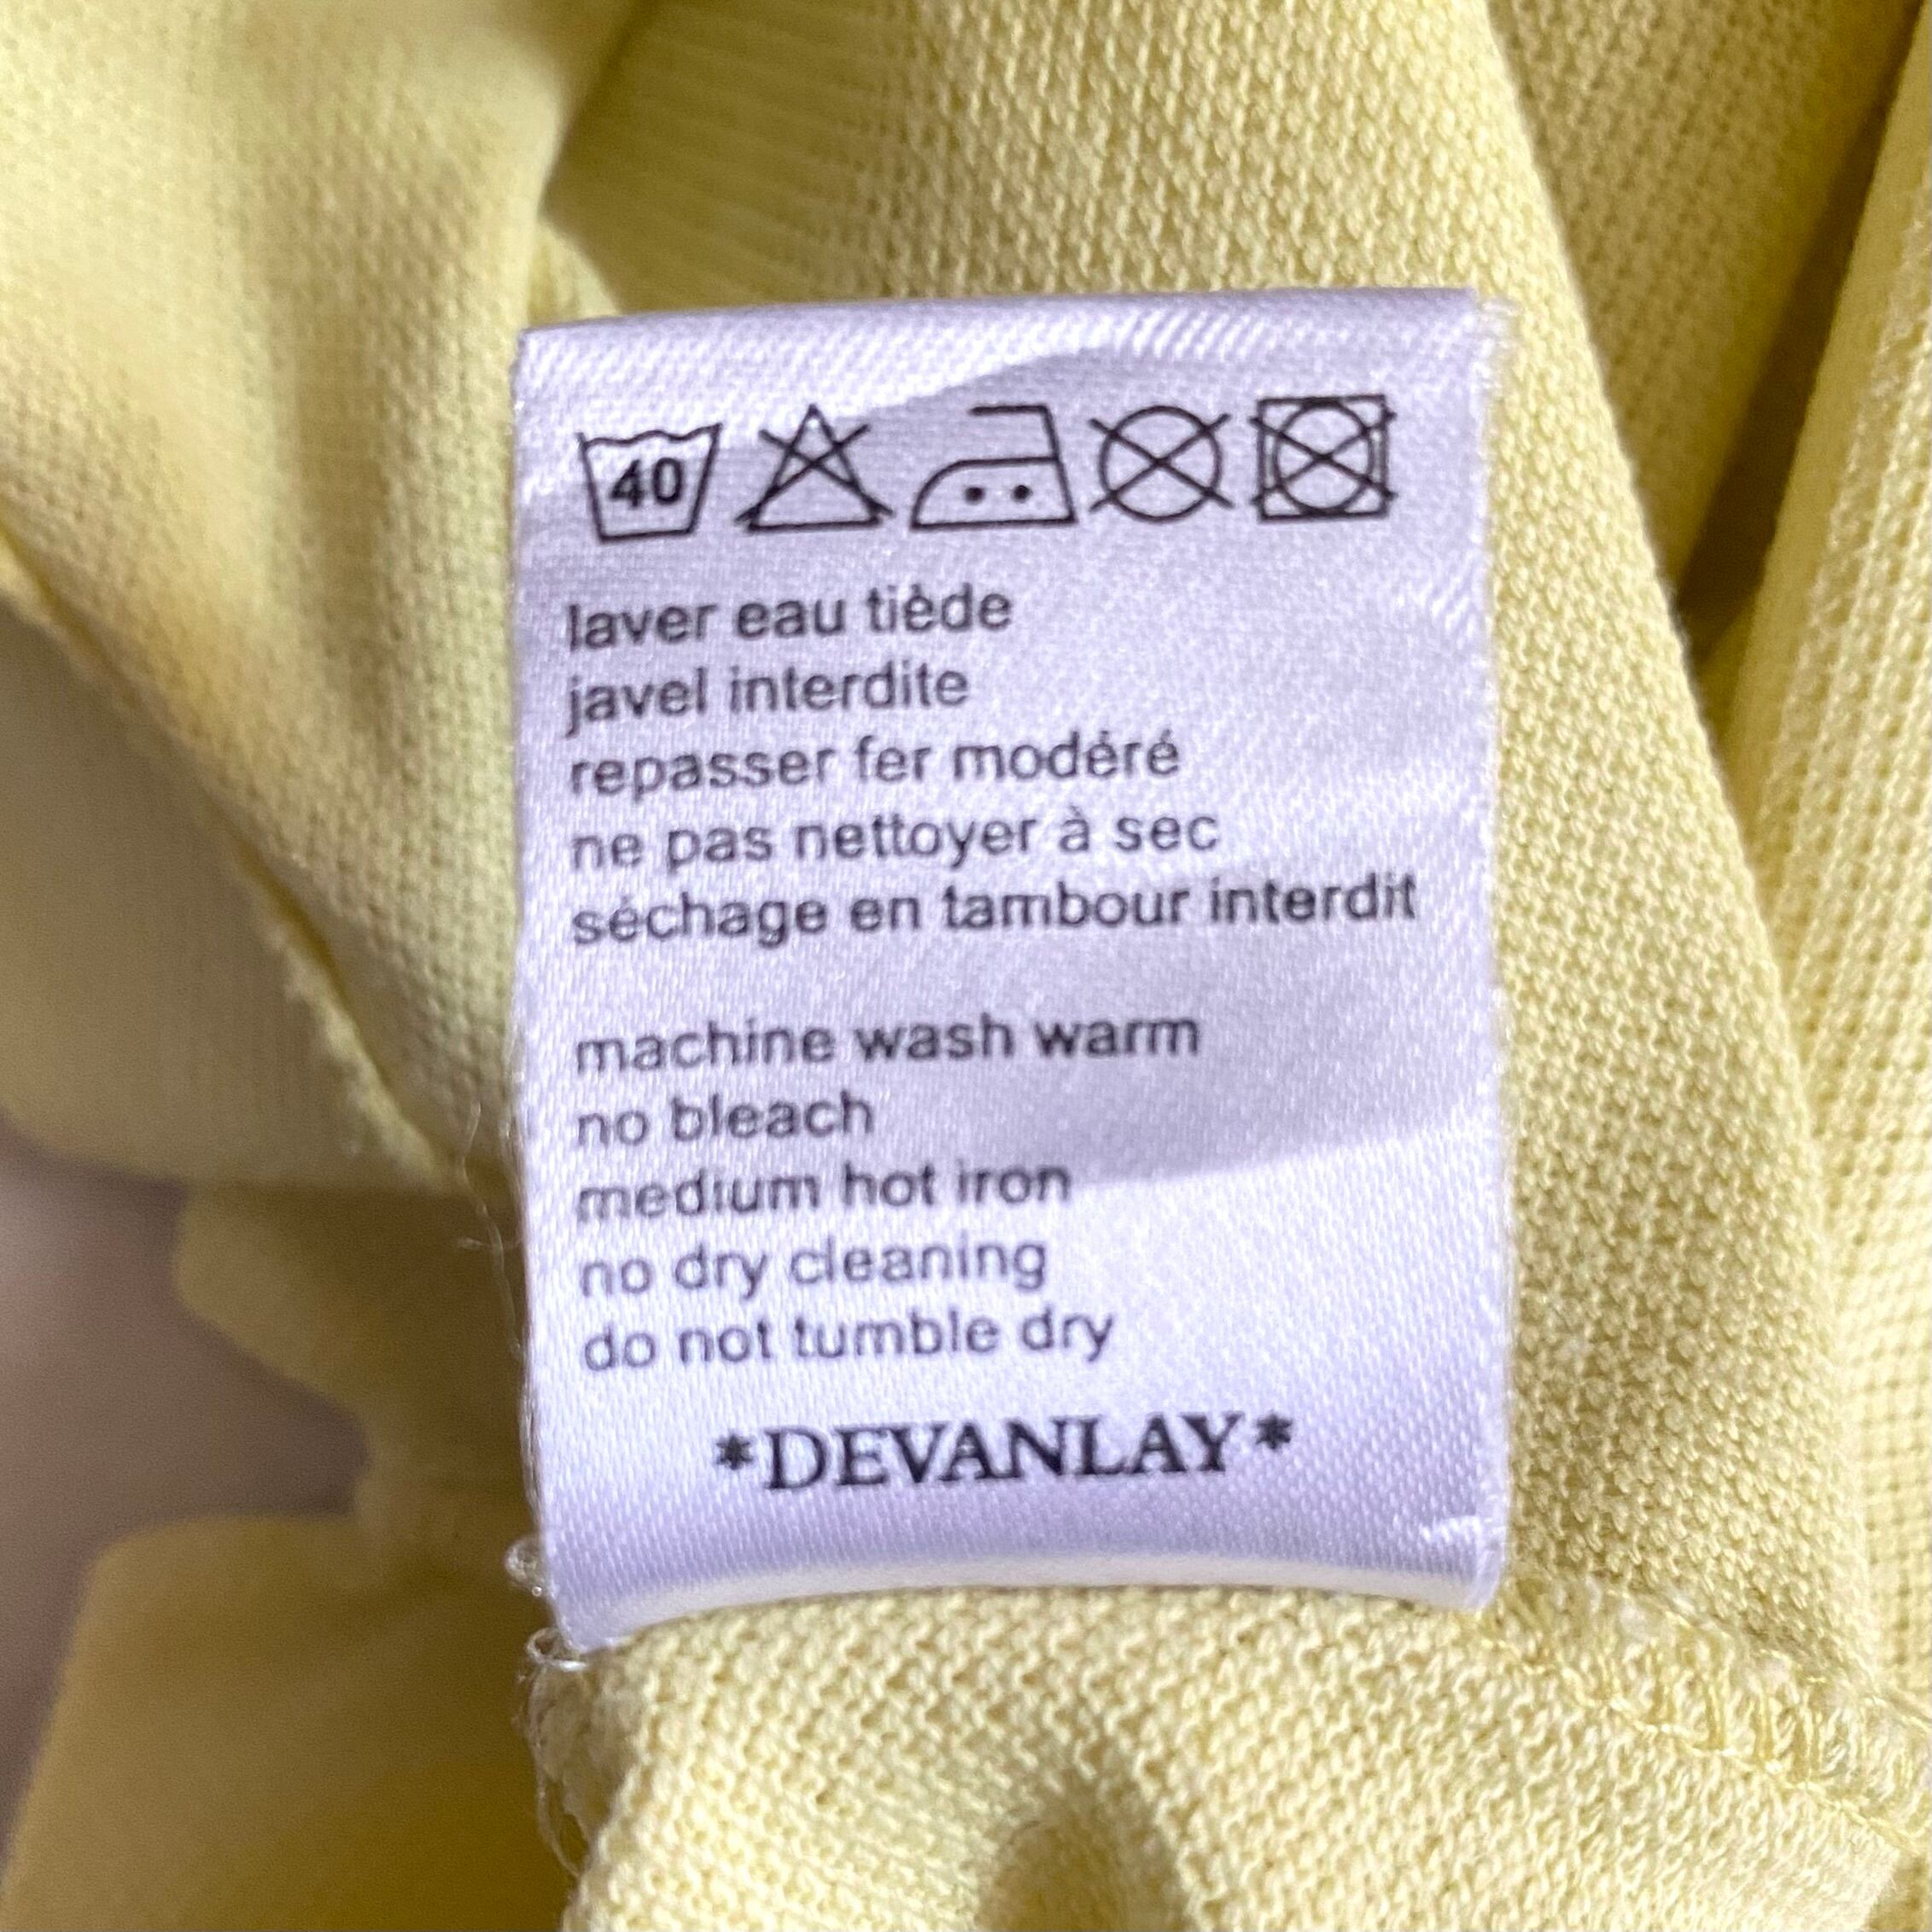 40
laver eau tiède
javel interdite
repasser fer modéré
ne pas nettoyer à sec
séchage en tambour interdit
machine wash warm
no bleach
medium hot iron
no dry cleaning
do not tumble dry
*DEVANLAY*